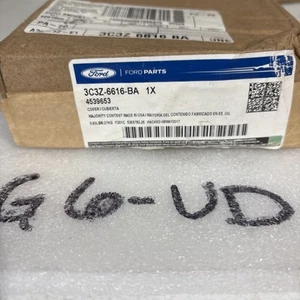 3C3Z 6616 BA
Ford FORD PARTS
3C3Z-6616-BA 1X
4539653
COVER / CUBIERTA
MAJORITY CONTENT MADE IN USA / MAYORIA DEL CONTENIDO FABRICADO EN EE. UU.
G6-UD